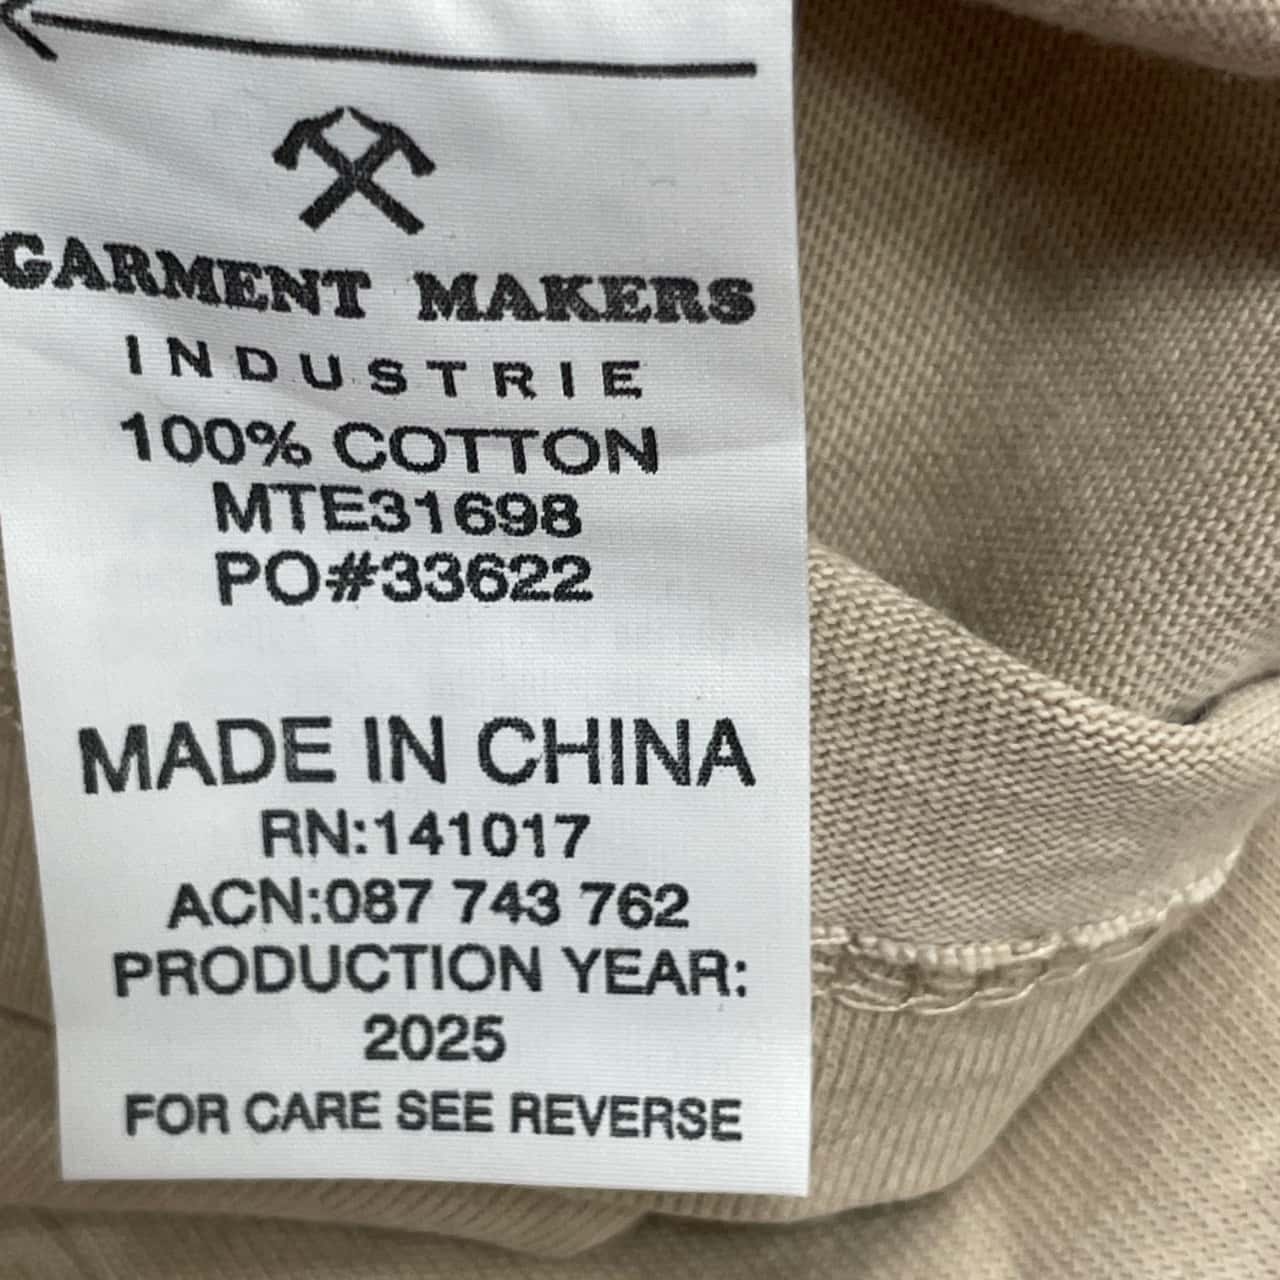 GARMENT MAKERS
INDUSTRIE
100% COTTON
MTE31698
PO#33622
MADE IN CHINA
RN:141017
ACN:087 743 762
PRODUCTION YEAR:
2025
FOR CARE SEE REVERSE